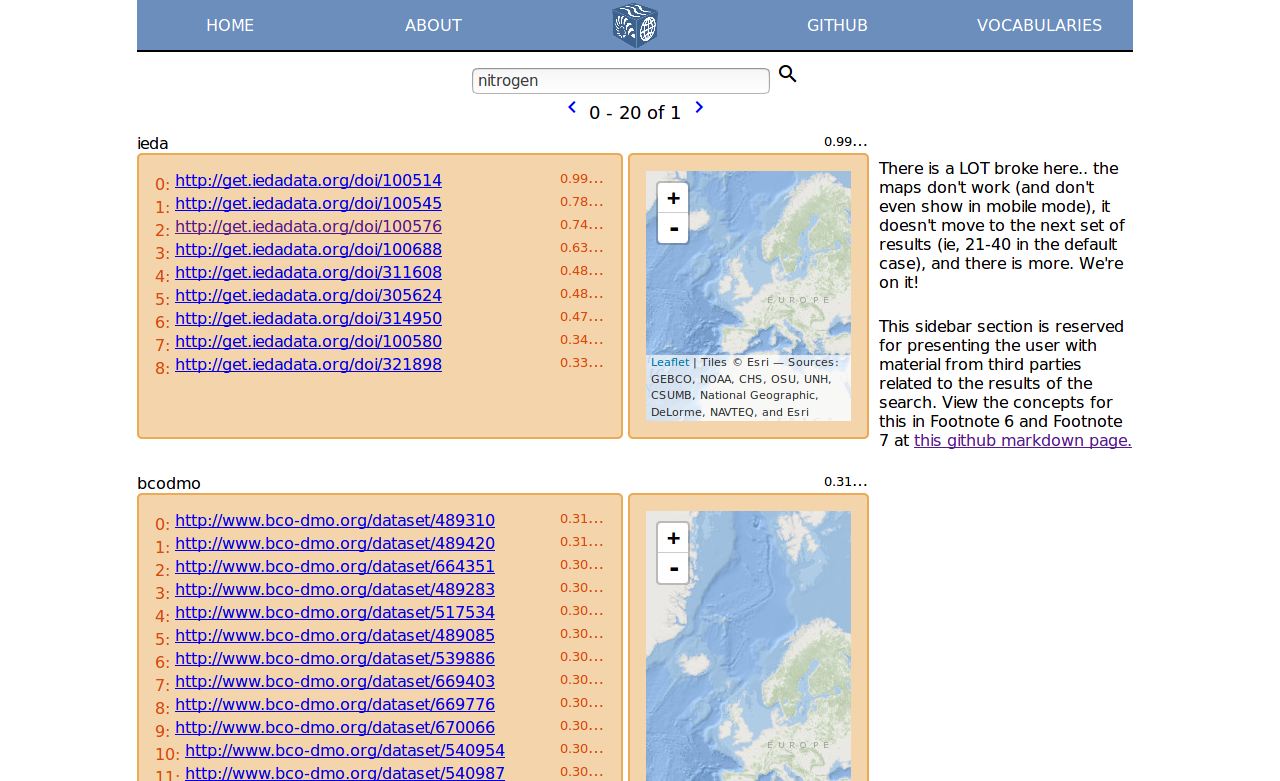 HOME ABOUT GITHUB VOCABULARIES
nitrogen
0 - 20 of 1
ieda 0.99...
0: http://get.iedadata.org/doi/100514 0.99...
1: http://get.iedadata.org/doi/100545 0.78...
2: http://get.iedadata.org/doi/100576 0.74...
3: http://get.iedadata.org/doi/100688 0.63...
4: http://get.iedadata.org/doi/311608 0.48...
5: http://get.iedadata.org/doi/305624 0.48...
6: http://get.iedadata.org/doi/314950 0.47...
7: http://get.iedadata.org/doi/100580 0.34...
8: http://get.iedadata.org/doi/321898 0.33...
+
-
EUROPE
Leaflet | Tiles © Esri — Sources:
GEBCO, NOAA, CHS, OSU, UNH,
CSUMB, National Geographic,
DeLorme, NAVTEQ, and Esri
There is a LOT broke here.. the
maps don't work (and don't
even show in mobile mode), it
doesn't move to the next set of
results (ie, 21-40 in the default
case), and there is more. We're
on it!
This sidebar section is reserved
for presenting the user with
material from third parties
related to the results of the
search. View the concepts for
this in Footnote 6 and Footnote
7 at this github markdown page.
bcodmo 0.31...
0: http://www.bco-dmo.org/dataset/489310 0.31...
1: http://www.bco-dmo.org/dataset/489420 0.31...
2: http://www.bco-dmo.org/dataset/664351 0.30...
3: http://www.bco-dmo.org/dataset/489283 0.30...
4: http://www.bco-dmo.org/dataset/517534 0.30...
5: http://www.bco-dmo.org/dataset/489085 0.30...
6: http://www.bco-dmo.org/dataset/539886 0.30...
7: http://www.bco-dmo.org/dataset/669403 0.30...
8: http://www.bco-dmo.org/dataset/669776 0.30...
9: http://www.bco-dmo.org/dataset/670066 0.30...
10: http://www.bco-dmo.org/dataset/540954 0.30...
11: http://www.bco-dmo.org/dataset/540987 0.30...
+
-
EUROPE